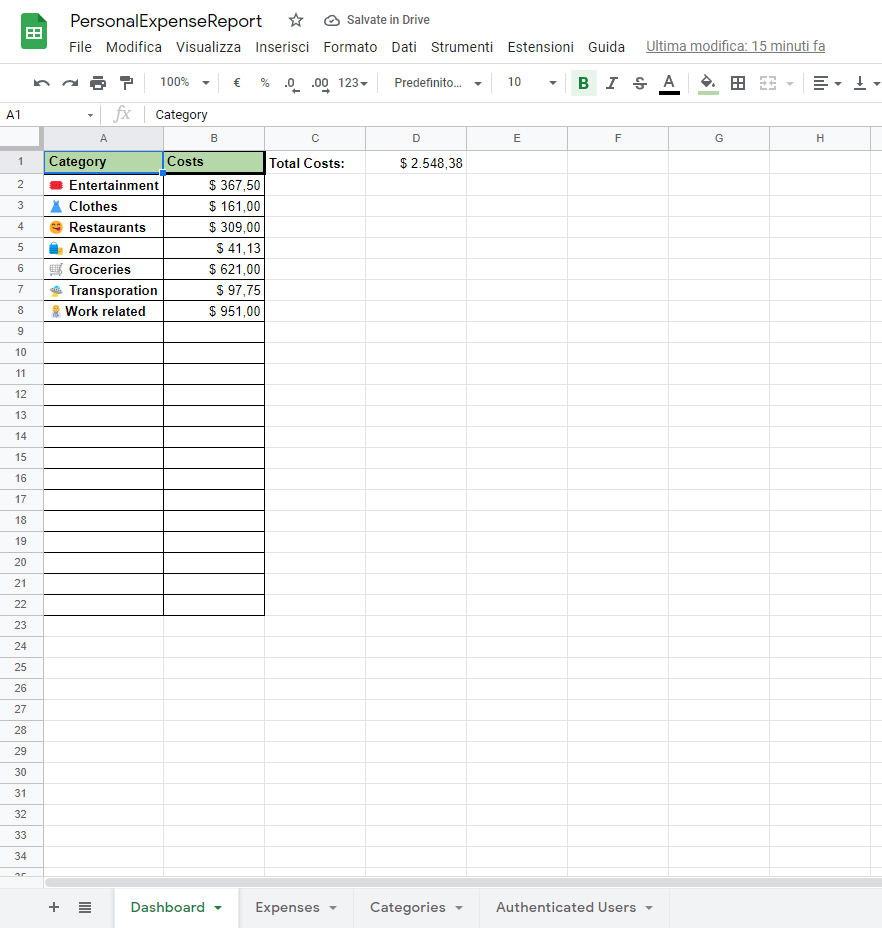 PersonalExpenseReport Salvate in Drive
File Modifica Visualizza Inserisci Formato Dati Strumenti Estensioni Guida Ultima modifica: 15 minuti fa
100% € % .0 .00 123 Predefinito... 10 B I S A
A1 fx Category
A B C D E F G H
1 Category Costs Total Costs: $ 2.548,38
2 Entertainment $ 367,50
3 Clothes $ 161,00
4 Restaurants $ 309,00
5 Amazon $ 41,13
6 Groceries $ 621,00
7 Transporation $ 97,75
8 Work related $ 951,00
9
10
11
12
13
14
15
16
17
18
19
20
21
22
23
24
25
26
27
28
29
30
31
32
33
34
35
+ Dashboard Expenses Categories Authenticated Users